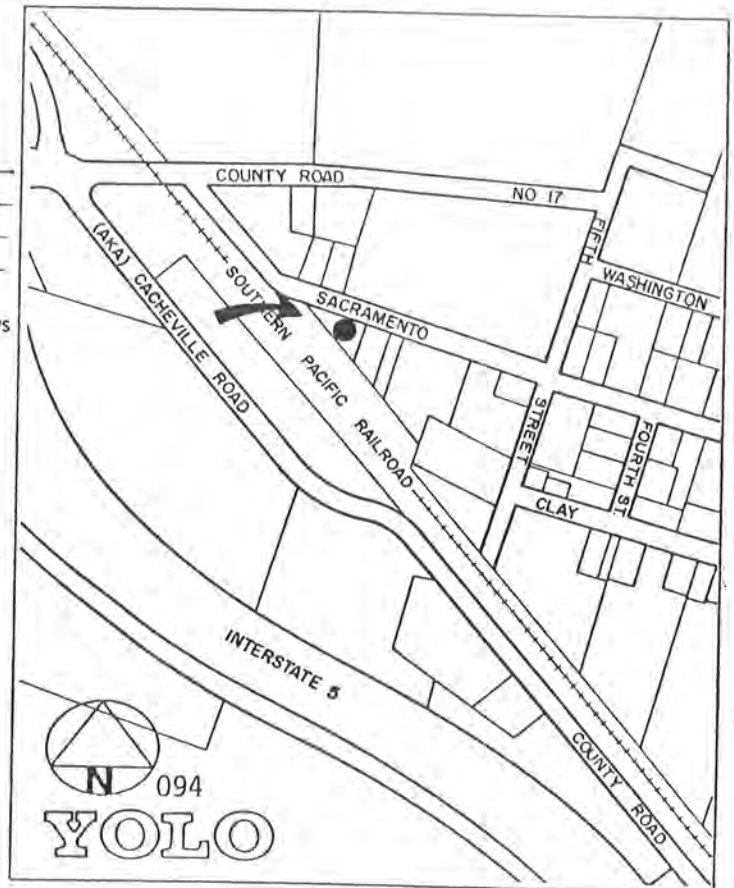 COUNTY ROAD NO 17
FIFTH STREET
WASHINGTON
(AKA) CACHEVILLE ROAD
SOUTHERN PACIFIC RAILROAD
SACRAMENTO
FOURTH ST.
CLAY
INTERSTATE 5
COUNTY ROAD
N
094
YOLO